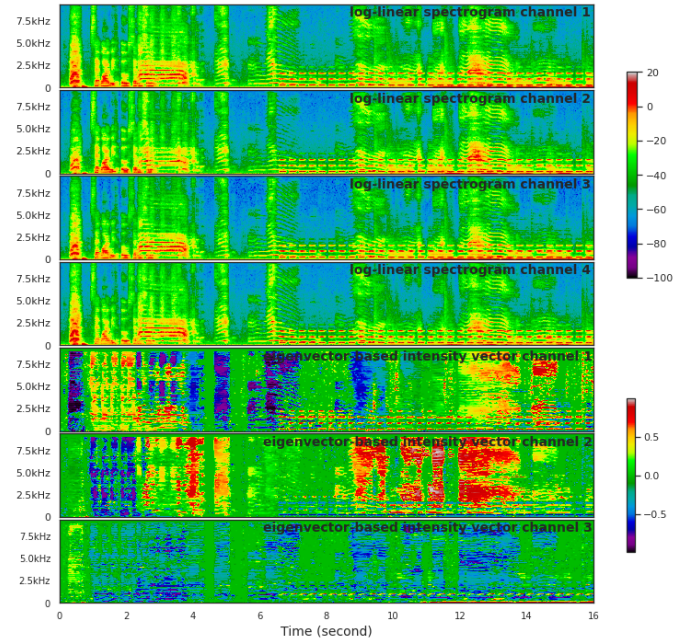 log-linear spectrogram channel 1
7.5kHz
5.0kHz
2.5kHz
0
log-linear spectrogram channel 2
7.5kHz
5.0kHz
2.5kHz
0
log-linear spectrogram channel 3
7.5kHz
5.0kHz
2.5kHz
0
log-linear spectrogram channel 4
7.5kHz
5.0kHz
2.5kHz
0
eigenvector-based intensity vector channel 1
7.5kHz
5.0kHz
2.5kHz
0
eigenvector-based intensity vector channel 2
7.5kHz
5.0kHz
2.5kHz
0
eigenvector-based intensity vector channel 3
7.5kHz
5.0kHz
2.5kHz
0
0 2 4 6 8 10 12 14 16
Time (second)
20
0
−20
−40
−60
−80
−100
0.5
0.0
−0.5